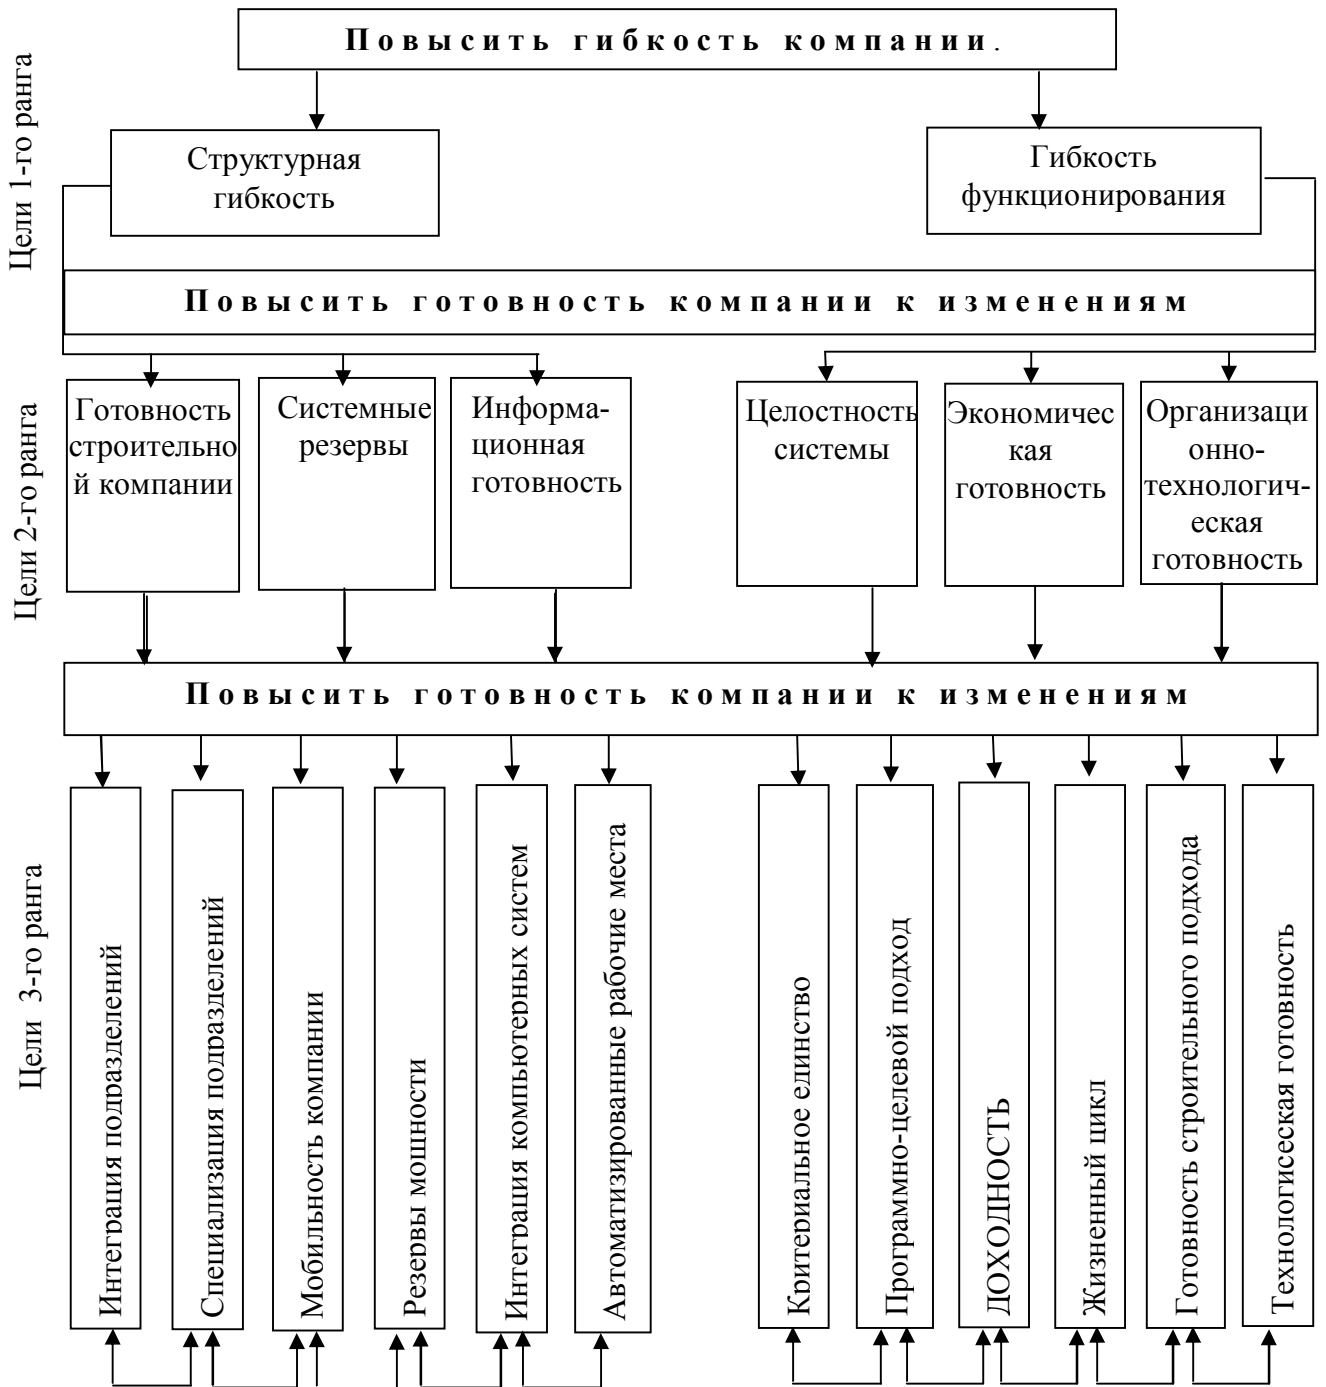 Повысить гибкость компании.
Цели 1-го ранга
Структурная
гибкость
Гибкость
функционирования
Повысить готовность компании к изменениям
Цели 2-го ранга
Готовность
строительно
й компании
Системные
резервы
Информа-
ционная
готовность
Целостность
системы
Экономичес
кая
готовность
Организаци
онно-
технологич-
еская
готовность
Повысить готовность компании к изменениям
Цели 3-го ранга
Интеграция подразделений
Специализация подразделений
Мобильность компании
Резервы мошности
Интеграция компьютерных систем
Автоматизированные рабочие места
Критериальное единство
Программно-целевой подход
ДОХОДНОСТЬ
Жизненный цикл
Готовность строительного подхода
Технологисеская готовность